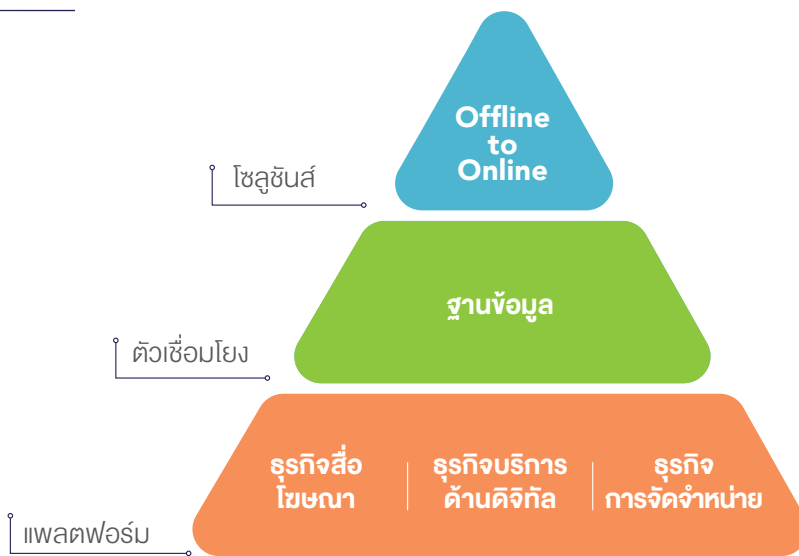 Offline
to
Online
โซลูชันส์
ฐานข้อมูล
ตัวเชื่อมโยง
ธุรกิจสื่อ
โฆษณา
ธุรกิจบริการ
ด้านดิจิทัล
ธุรกิจ
การจัดจำหน่าย
แพลตฟอร์ม